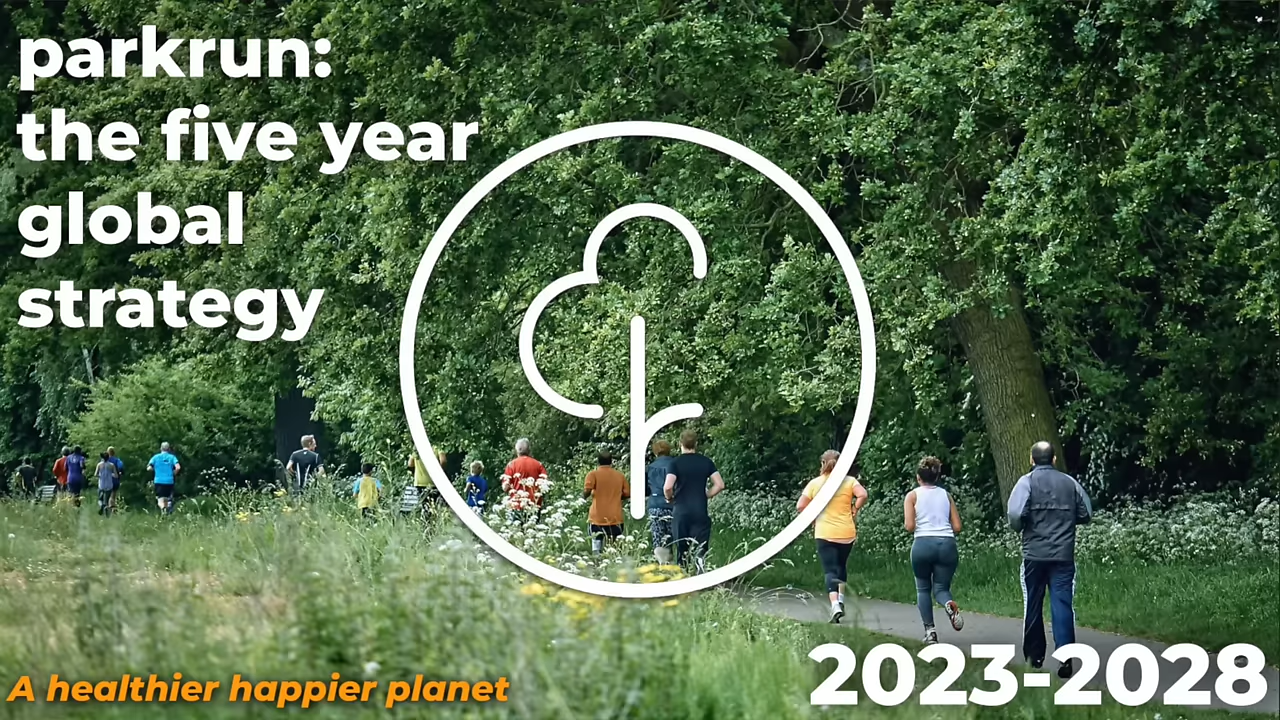 parkrun:
the five year
global
strategy
A healthier happier planet
2023-2028